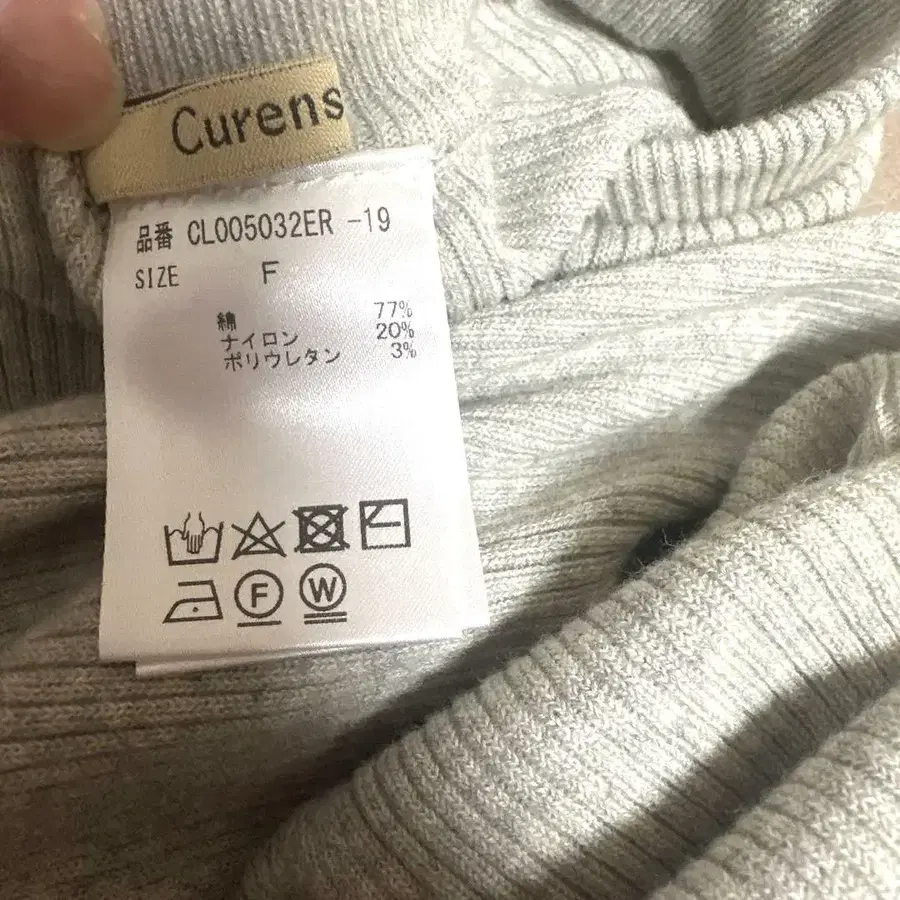 Curens
品番 CL005032ER -19
SIZE F
綿 77%
ナイロン 20%
ポリウレタン 3%
F
W